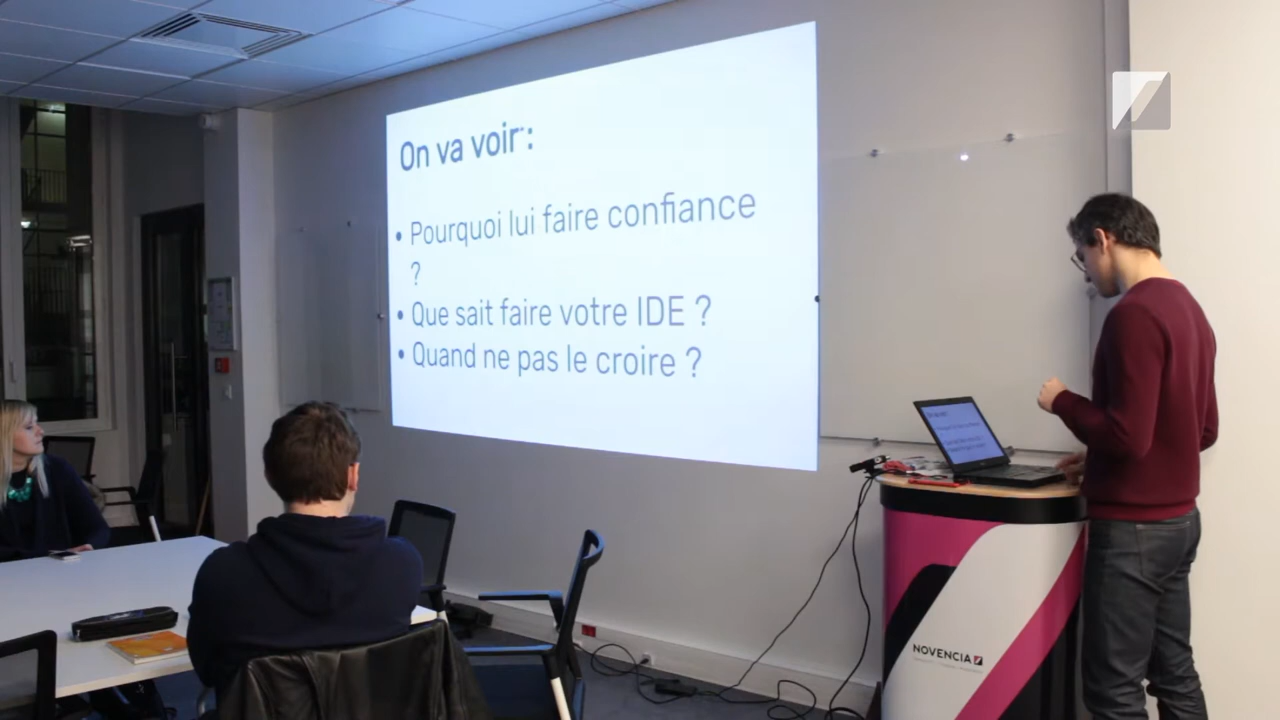 On va voir :
• Pourquoi lui faire confiance
?
• Que sait faire votre IDE ?
• Quand ne pas le croire ?
NOVENCIA